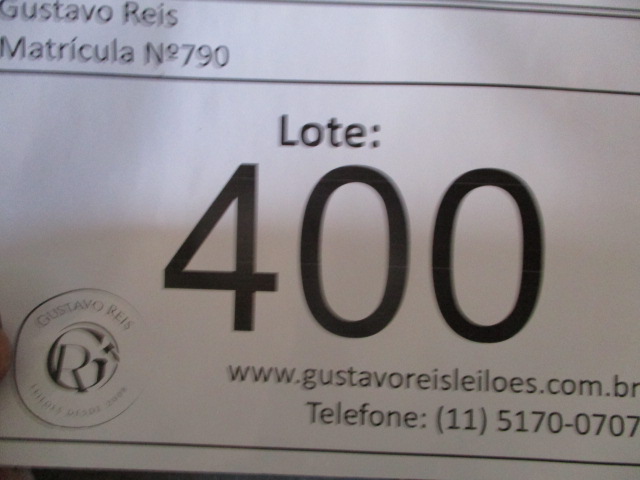 Gustavo Reis
Matrícula Nº790
Lote:
400
GUSTAVO REIS
GR
www.gustavoreisleiloes.com.br
Telefone: (11) 5170-0707